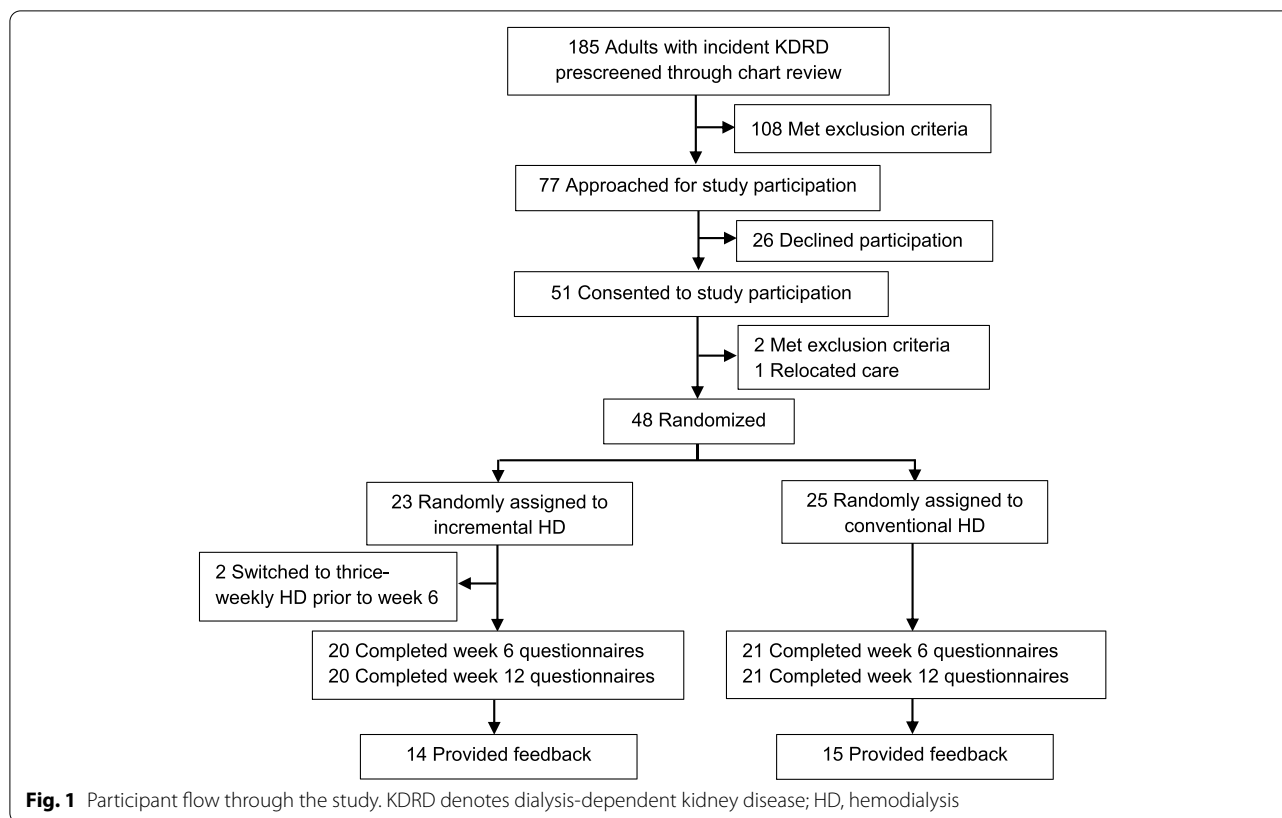 185 Adults with incident KDRD
prescreened through chart review
108 Met exclusion criteria
77 Approached for study participation
26 Declined participation
51 Consented to study participation
2 Met exclusion criteria
1 Relocated care
48 Randomized
23 Randomly assigned to
incremental HD
25 Randomly assigned to
conventional HD
2 Switched to thrice-
weekly HD prior to week 6
20 Completed week 6 questionnaires
20 Completed week 12 questionnaires
21 Completed week 6 questionnaires
21 Completed week 12 questionnaires
14 Provided feedback
15 Provided feedback
Fig. 1 Participant flow through the study. KDRD denotes dialysis-dependent kidney disease; HD, hemodialysis